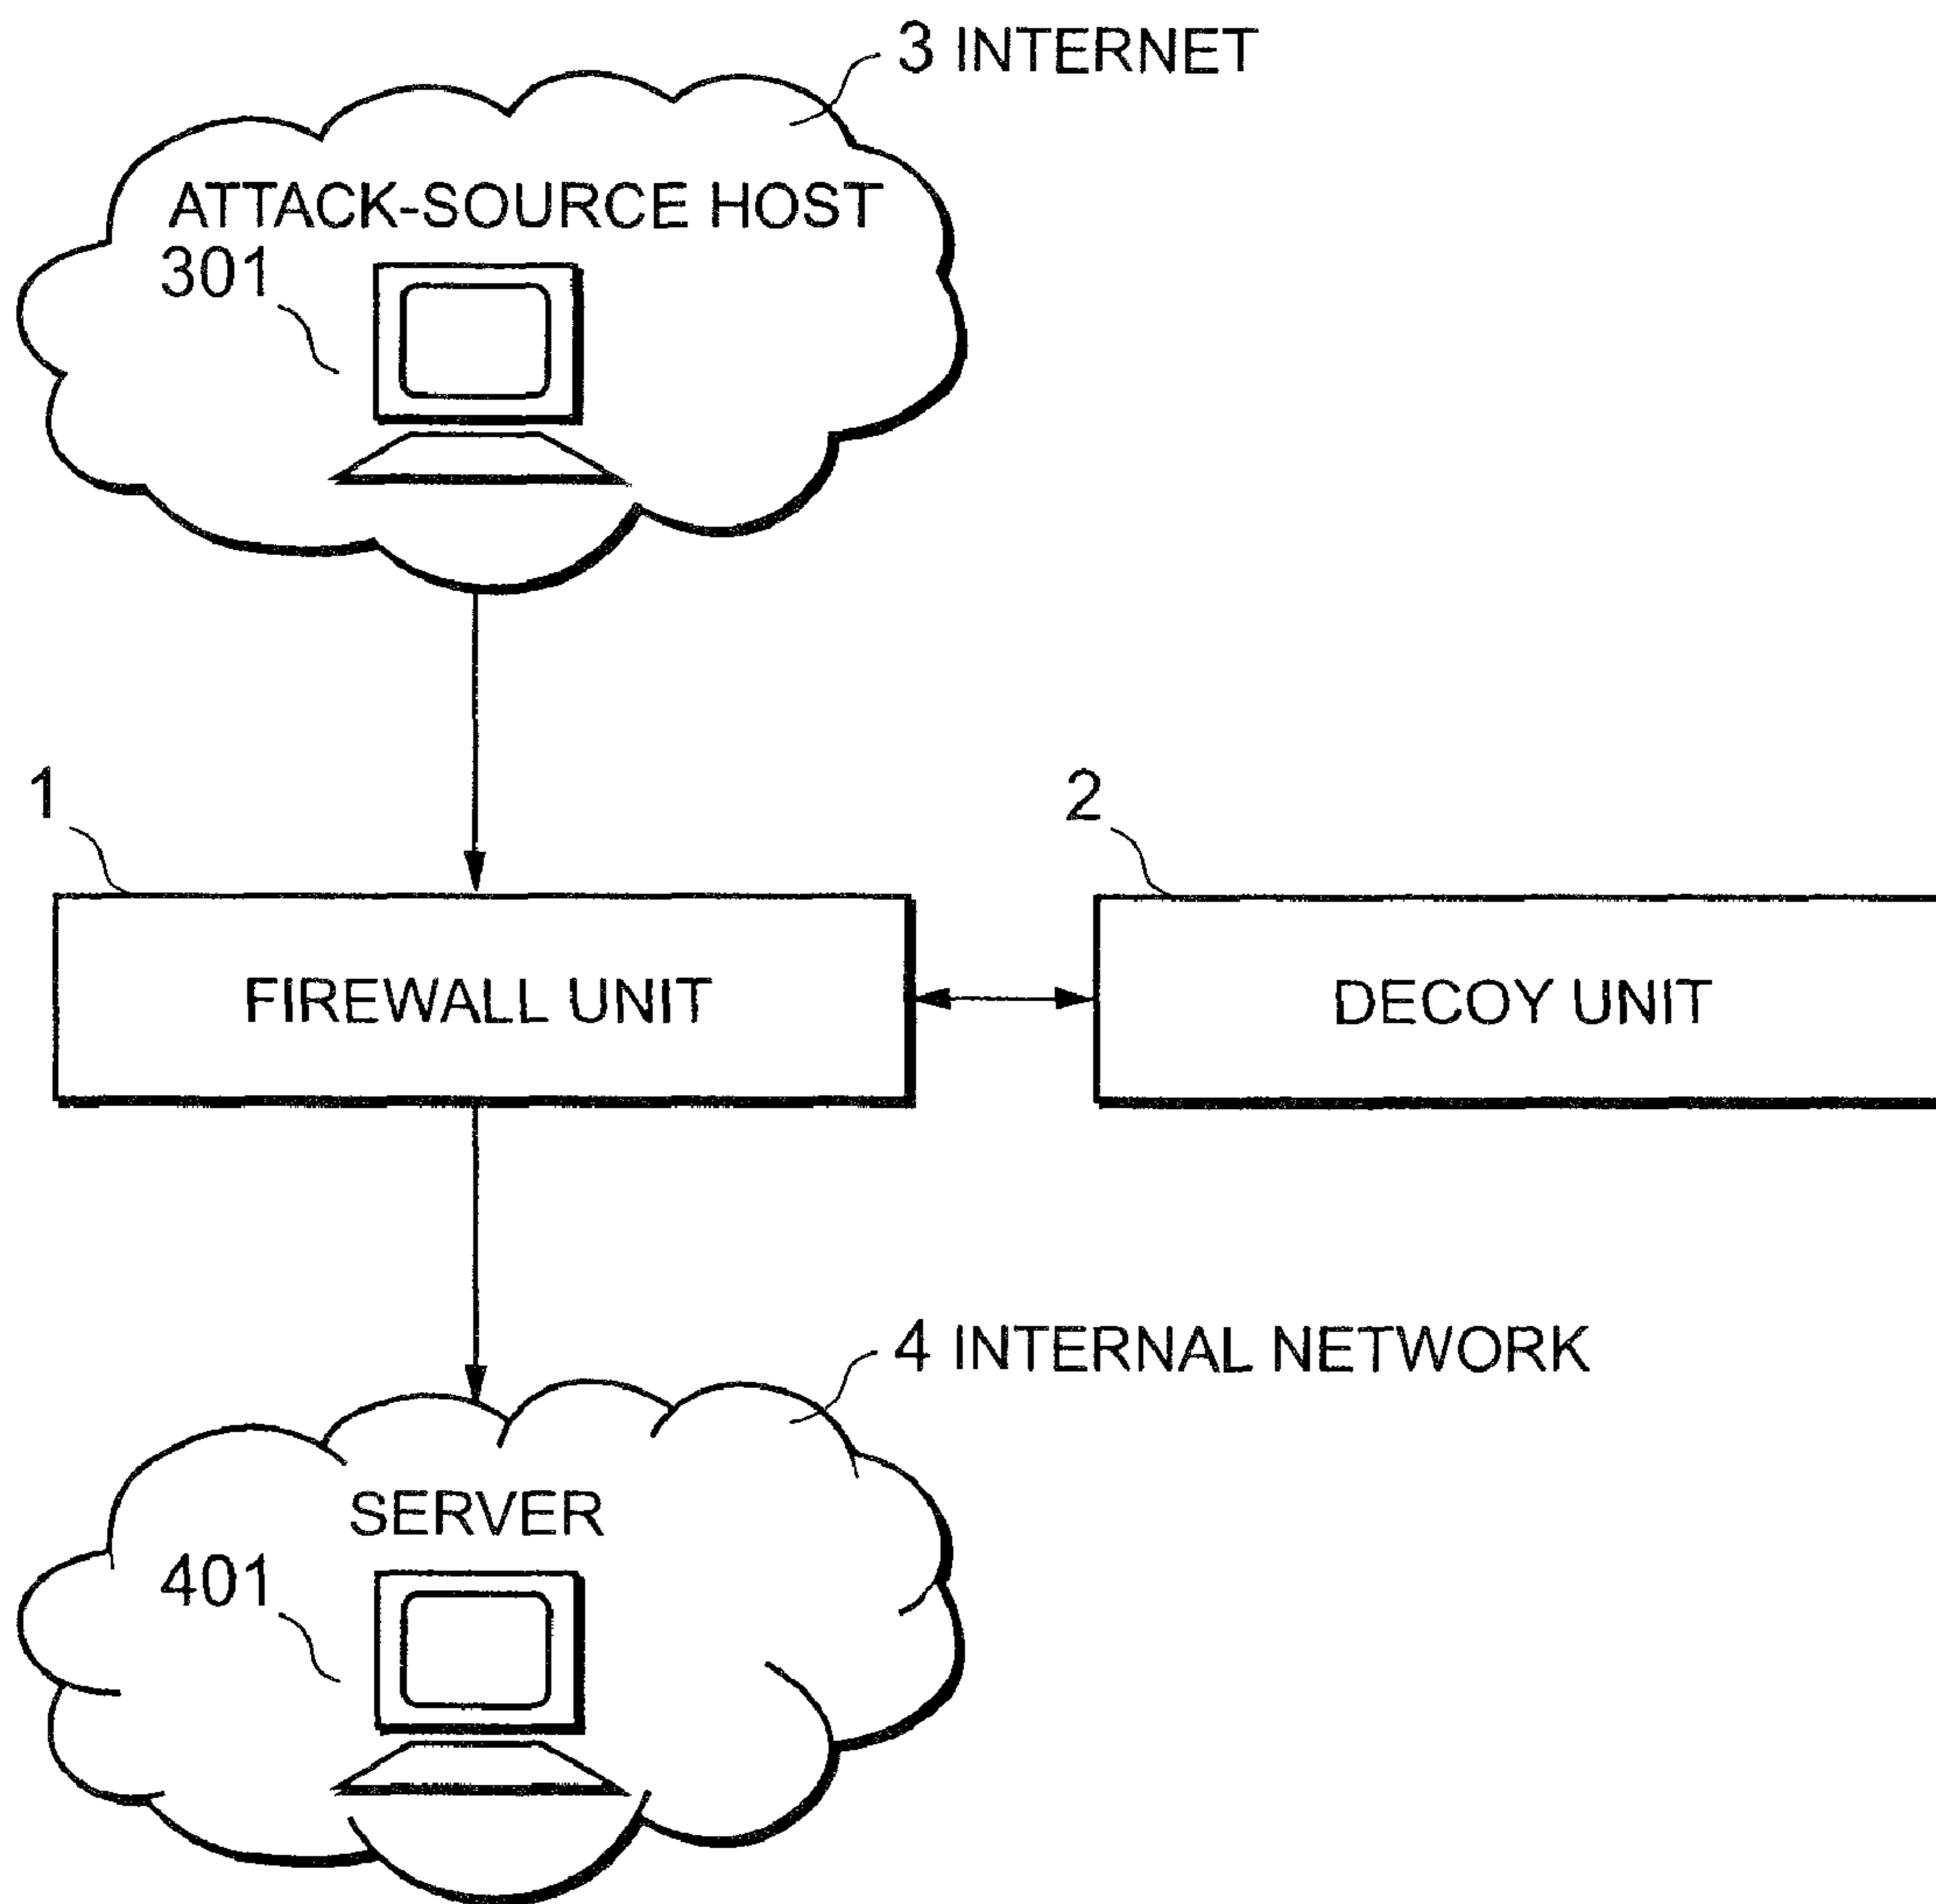 3 INTERNET
ATTACK-SOURCE HOST
301
1
2
FIREWALL UNIT
DECOY UNIT
4 INTERNAL NETWORK
SERVER
401